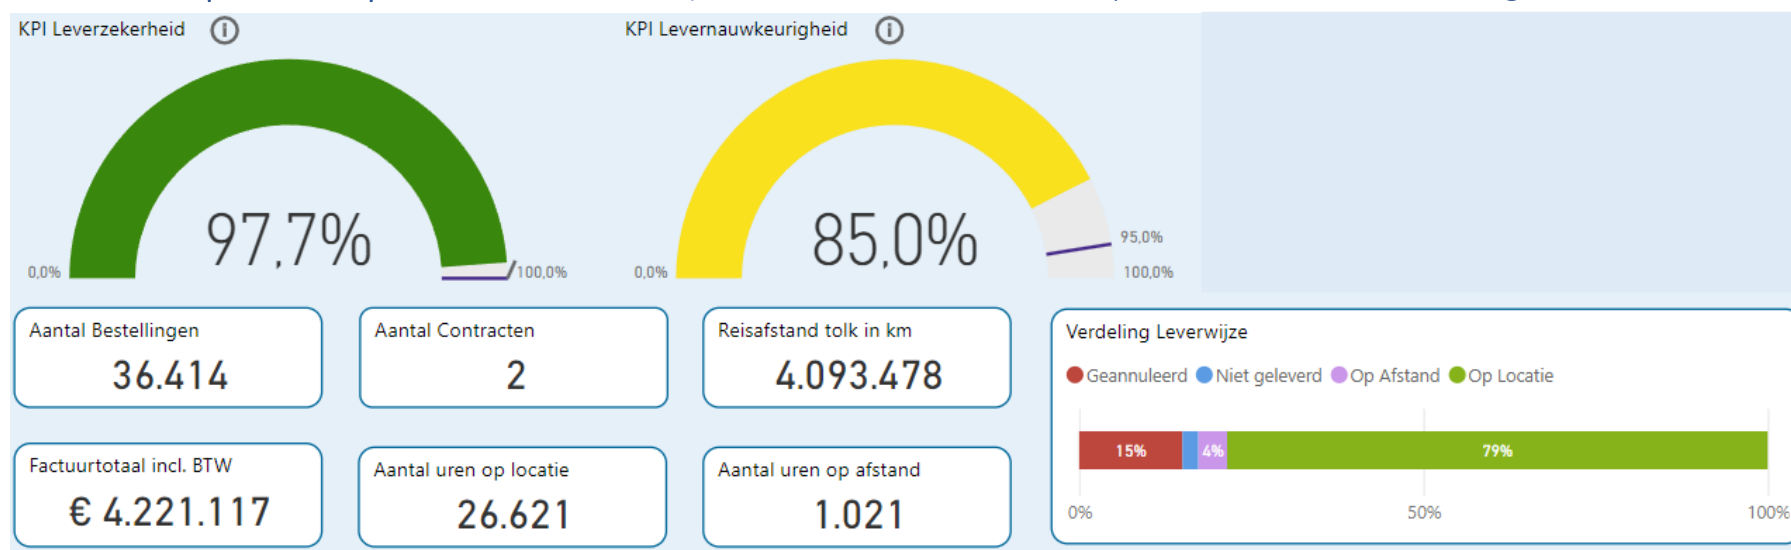 KPI Leverzekerheid
KPI Levernauwkeurigheid
97,7%
0,0%
100,0%
85,0%
0,0%
95,0%
100,0%
Aantal Bestellingen
36.414
Aantal Contracten
2
Reisafstand tolk in km
4.093.478
Verdeling Leverwijze
Geannuleerd Niet geleverd Op Afstand Op Locatie
15% 4% 79%
0% 50% 100%
Factuurtotaal incl. BTW
€ 4.221.117
Aantal uren op locatie
26.621
Aantal uren op afstand
1.021